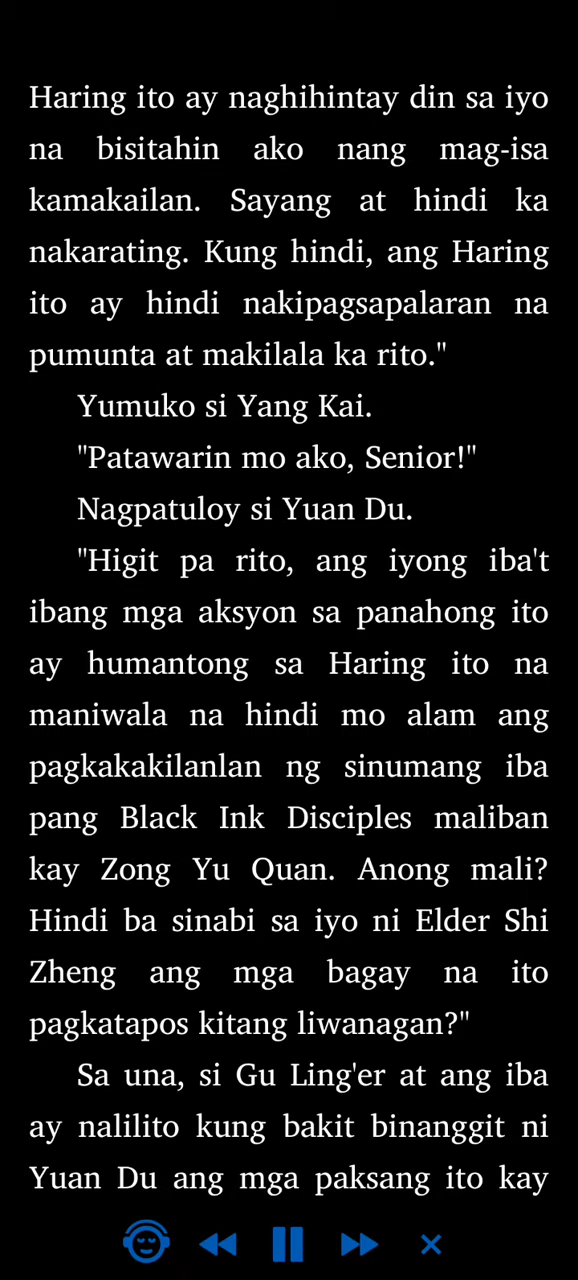 Haring ito ay naghihintay din sa iyo
na bisitahin ako nang mag-isa
kamakailan. Sayang at hindi ka
nakarating. Kung hindi, ang Haring
ito ay hindi nakipagsapalaran na
pumunta at makilala ka rito."
Yumuko si Yang Kai.
"Patawarin mo ako, Senior!"
Nagpatuloy si Yuan Du.
"Higit pa rito, ang iyong iba't
ibang mga aksyon sa panahong ito
ay humantong sa Haring ito na
maniwala na hindi mo alam ang
pagkakakilanlan ng sinumang iba
pang Black Ink Disciples maliban
kay Zong Yu Quan. Anong mali?
Hindi ba sinabi sa iyo ni Elder Shi
Zheng ang mga bagay na ito
pagkatapos kitang liwanagan?"
Sa una, si Gu Ling'er at ang iba
ay nalilito kung bakit binanggit ni
Yuan Du ang mga paksang ito kay